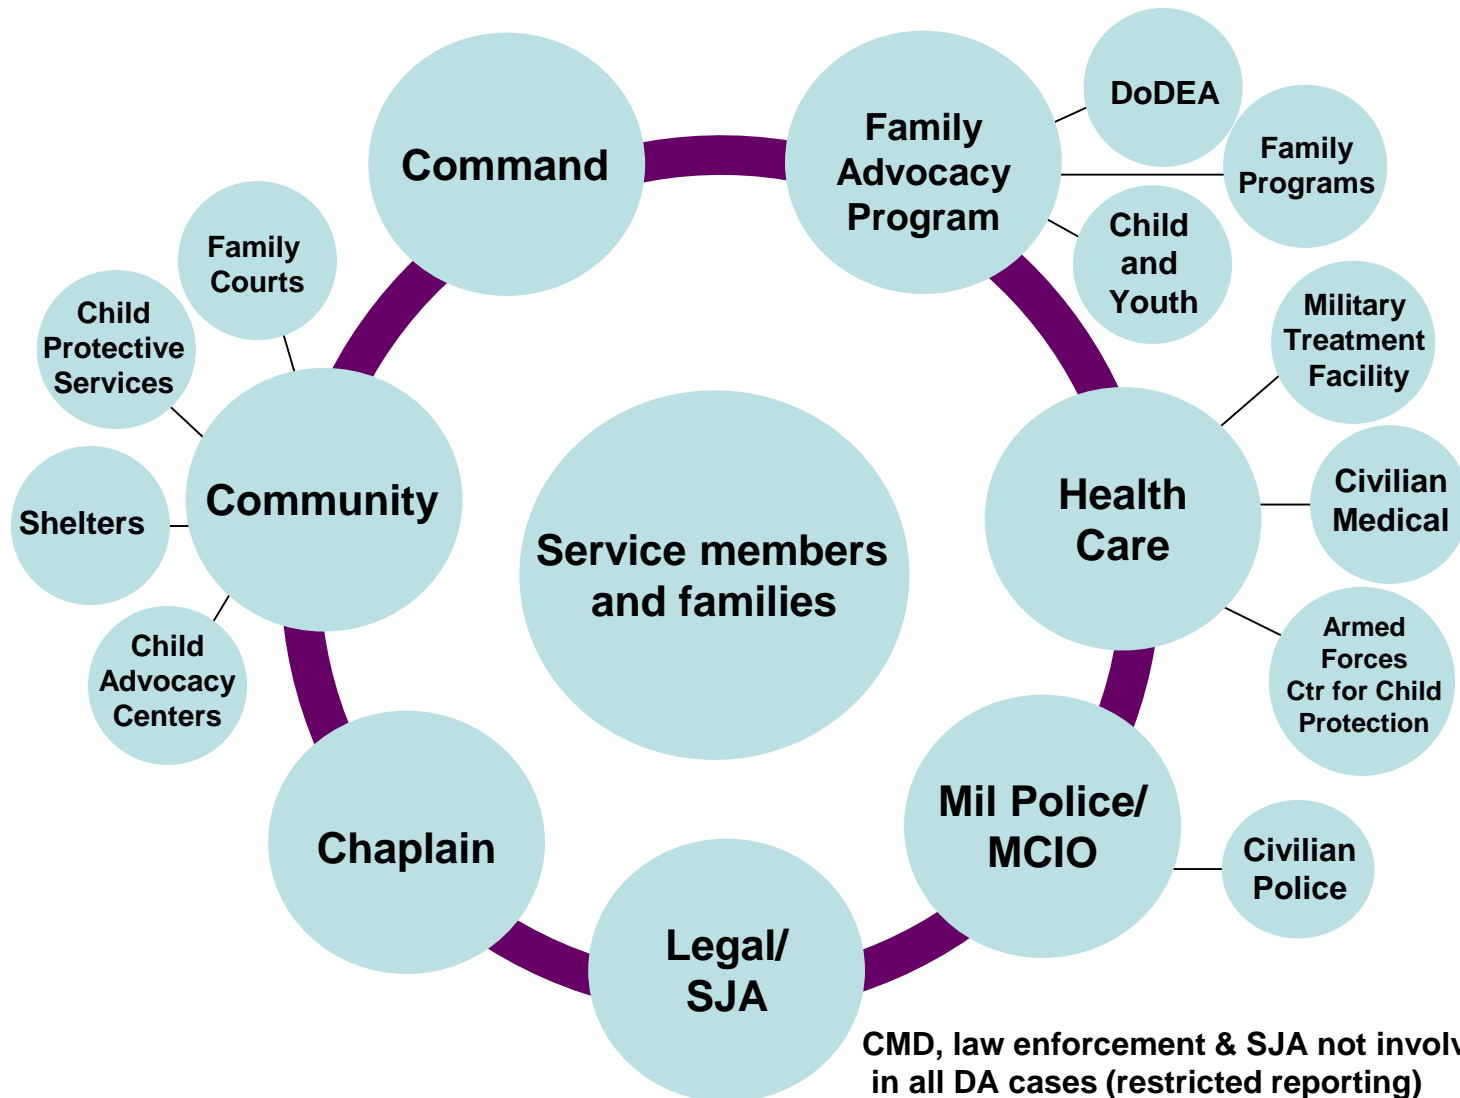 Command
Family
Advocacy
Program
DoDEA
Family
Programs
Child
and
Youth
Family
Courts
Child
Protective
Services
Shelters
Child
Advocacy
Centers
Community
Service members
and families
Health
Care
Military
Treatment
Facility
Civilian
Medical
Armed
Forces
Ctr for Child
Protection
Mil Police/
MCIO
Civilian
Police
Chaplain
Legal/
SJA
CMD, law enforcement & SJA not involv
in all DA cases (restricted reporting)